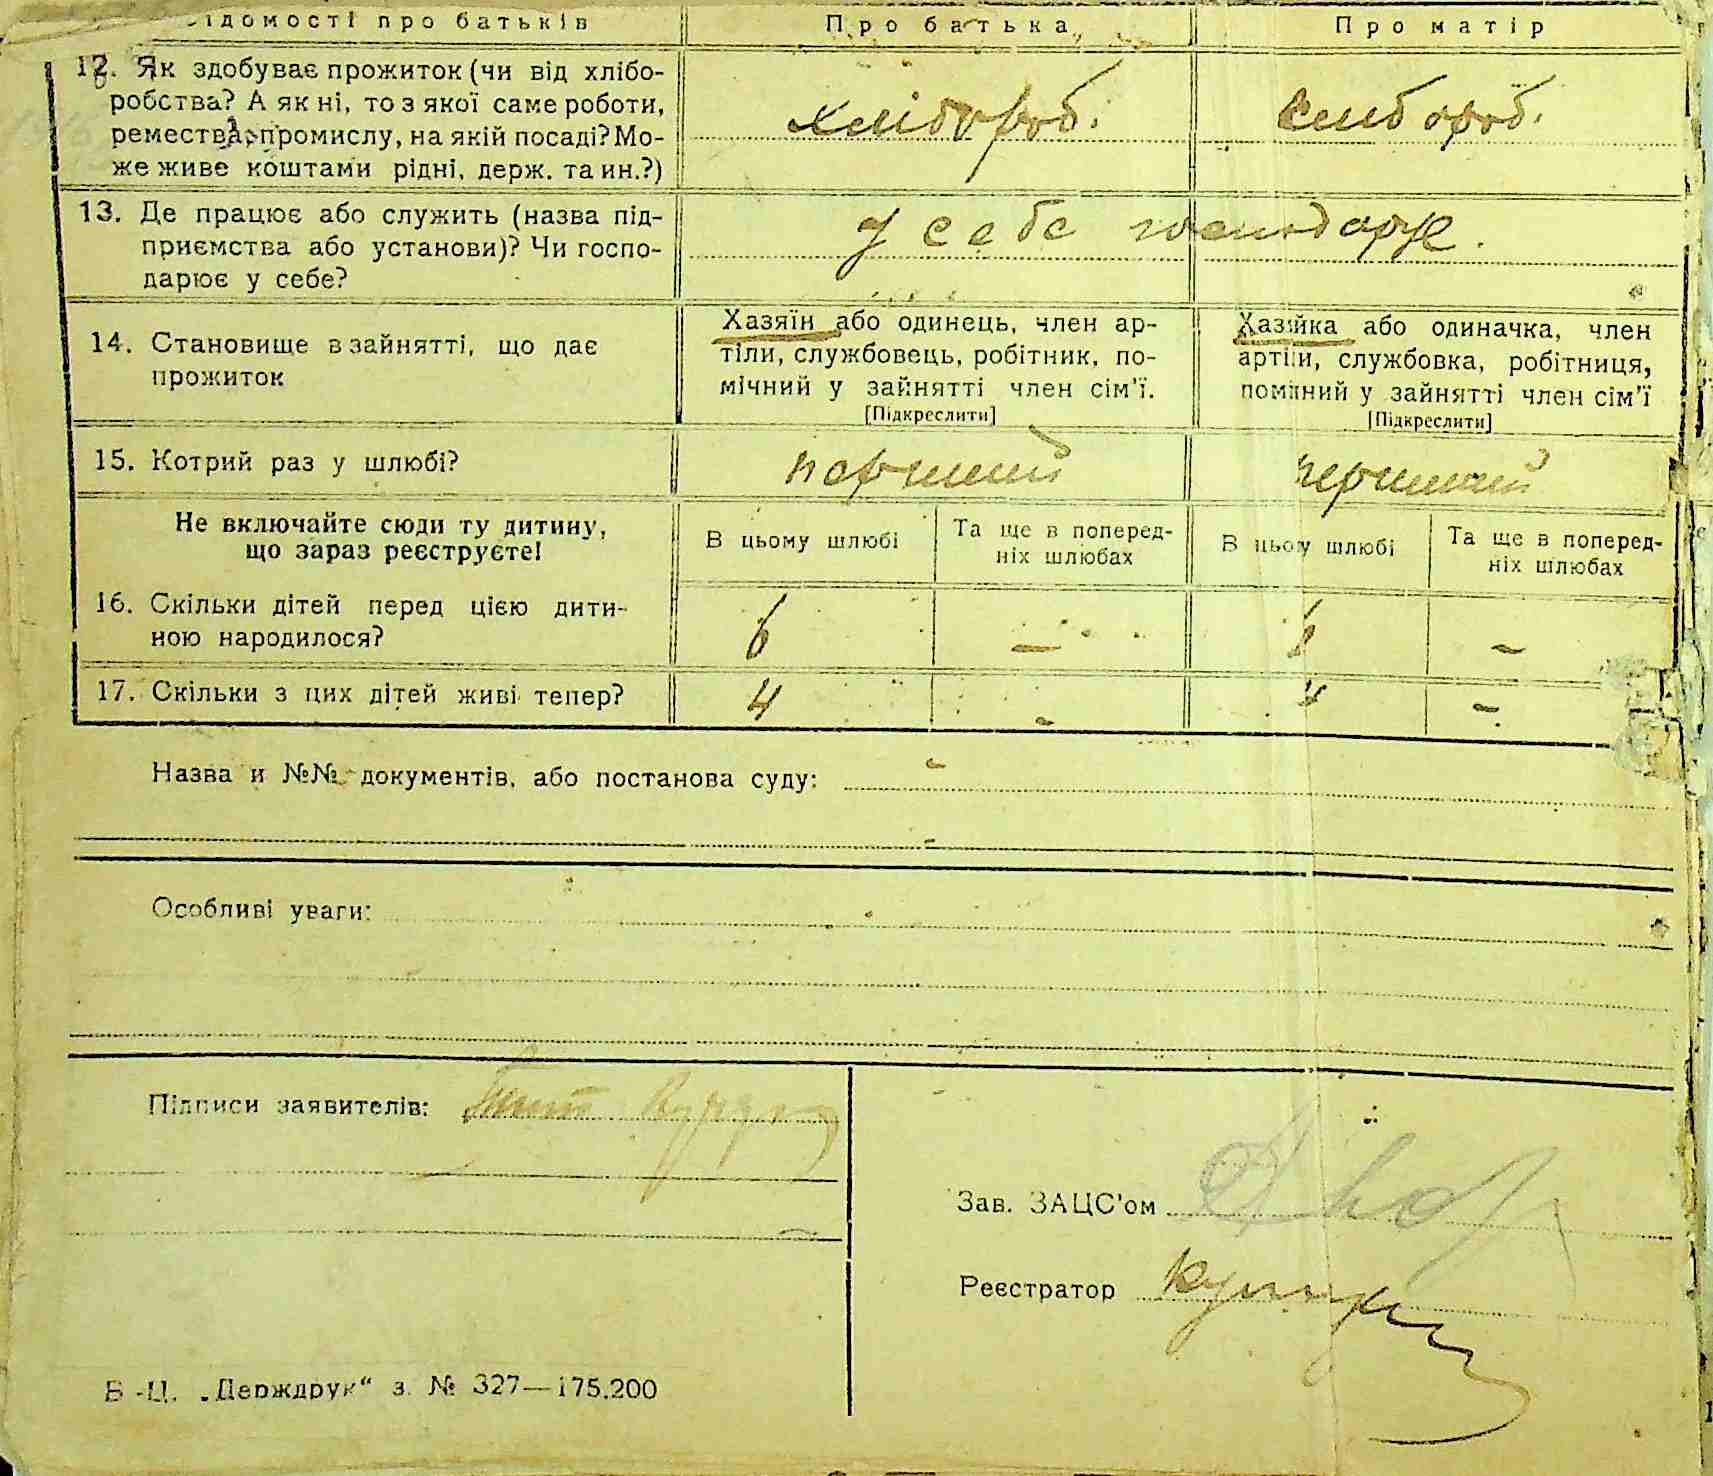 ідомості про батьків Про батька Про матір
12. Як здобуває прожиток (чи від хлібо-
робства? А як ні, то з якої саме роботи,
ремества, промислу, на якій посаді? Мо-
же живе коштами рідні, держ. та ин.?)
хлібороб. хлібороб.
13. Де працює або служить (назва під-
приємства або установи)? Чи госпо-
дарює у себе?
у себе господарює.
14. Становище в зайнятті, що дає
прожиток
Хазяїн або одинець, член ар-
тіли, службовець, робітник, по-
мічний у зайнятті член сім'ї.
[Підкреслити]
Хазяйка або одиначка, член
артіли, службовка, робітниця,
помічний у зайнятті член сім'ї
[Підкреслити]
15. Котрий раз у шлюбі? перший перший
Не включайте сюди ту дитину,
що зараз реєструєте!
В цьому шлюбі
Та ще в поперед-
ніх шлюбах
В цьому шлюбі
Та ще в поперед-
ніх шлюбах
16. Скільки дітей перед цією дити-
ною народилося?
6 — 6 -
17. Скільки з цих дітей живі тепер? 4 - 4 -
Назва и №№ документів, або постанова суду: -
-
Особливі уваги:
Підписи заявителів:
Зав. ЗАЦС'ом
Реєстратор
Б.-Ц. „Держдрук“ з. № 327—175.200